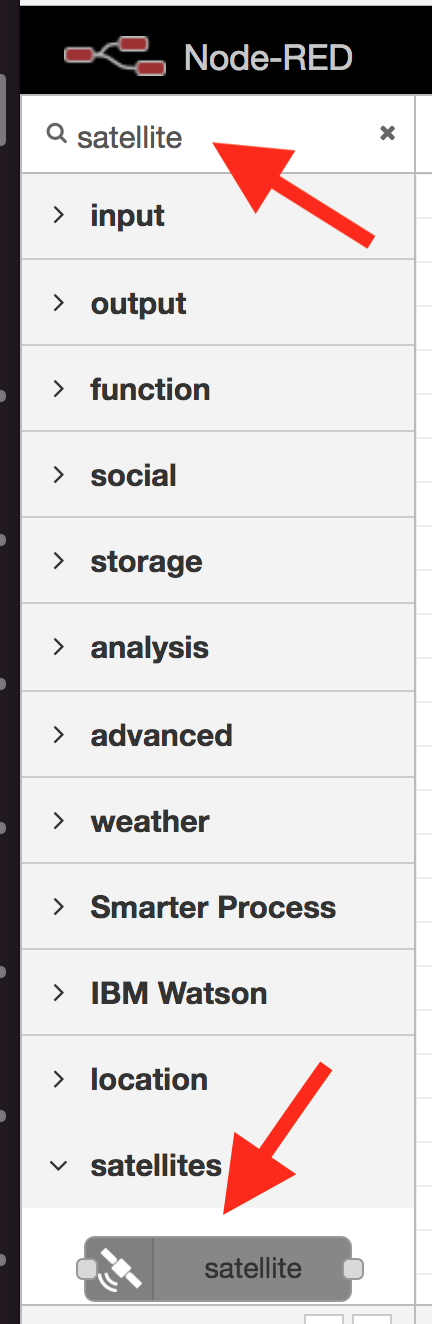 Node-RED
satellite
input
output
function
social
storage
analysis
advanced
weather
Smarter Process
IBM Watson
location
satellites
satellite